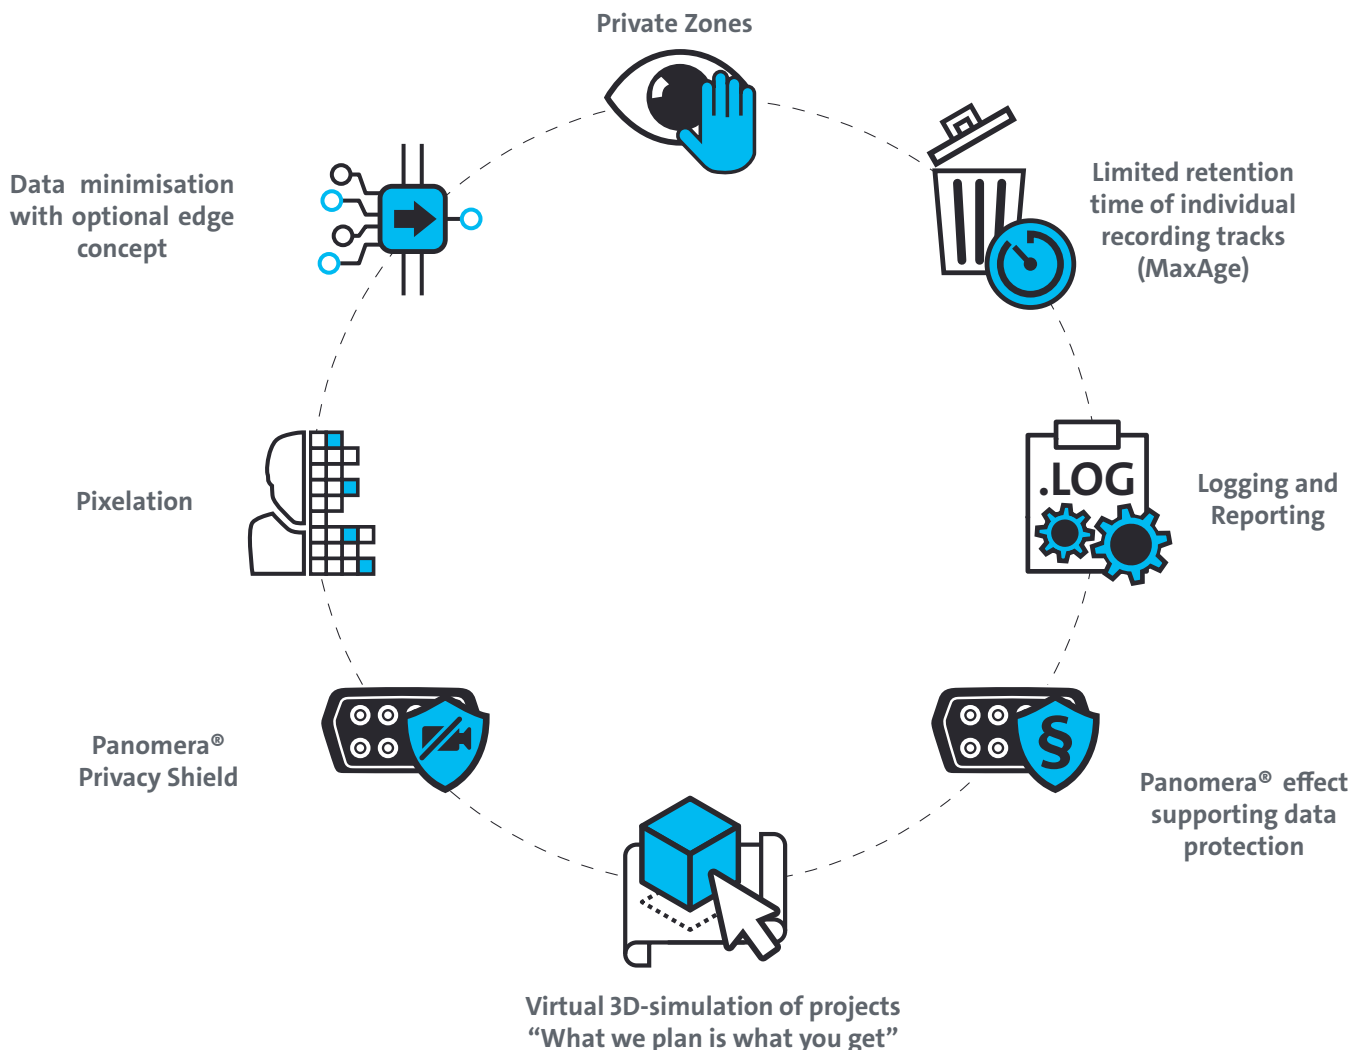 Private Zones
Limited retention
time of individual
recording tracks
(MaxAge)
Data minimisation
with optional edge
concept
.LOG
Logging and
Reporting
Pixelation
§
Panomera®
Privacy Shield
Panomera® effect
supporting data
protection
Virtual 3D-simulation of projects
“What we plan is what you get”